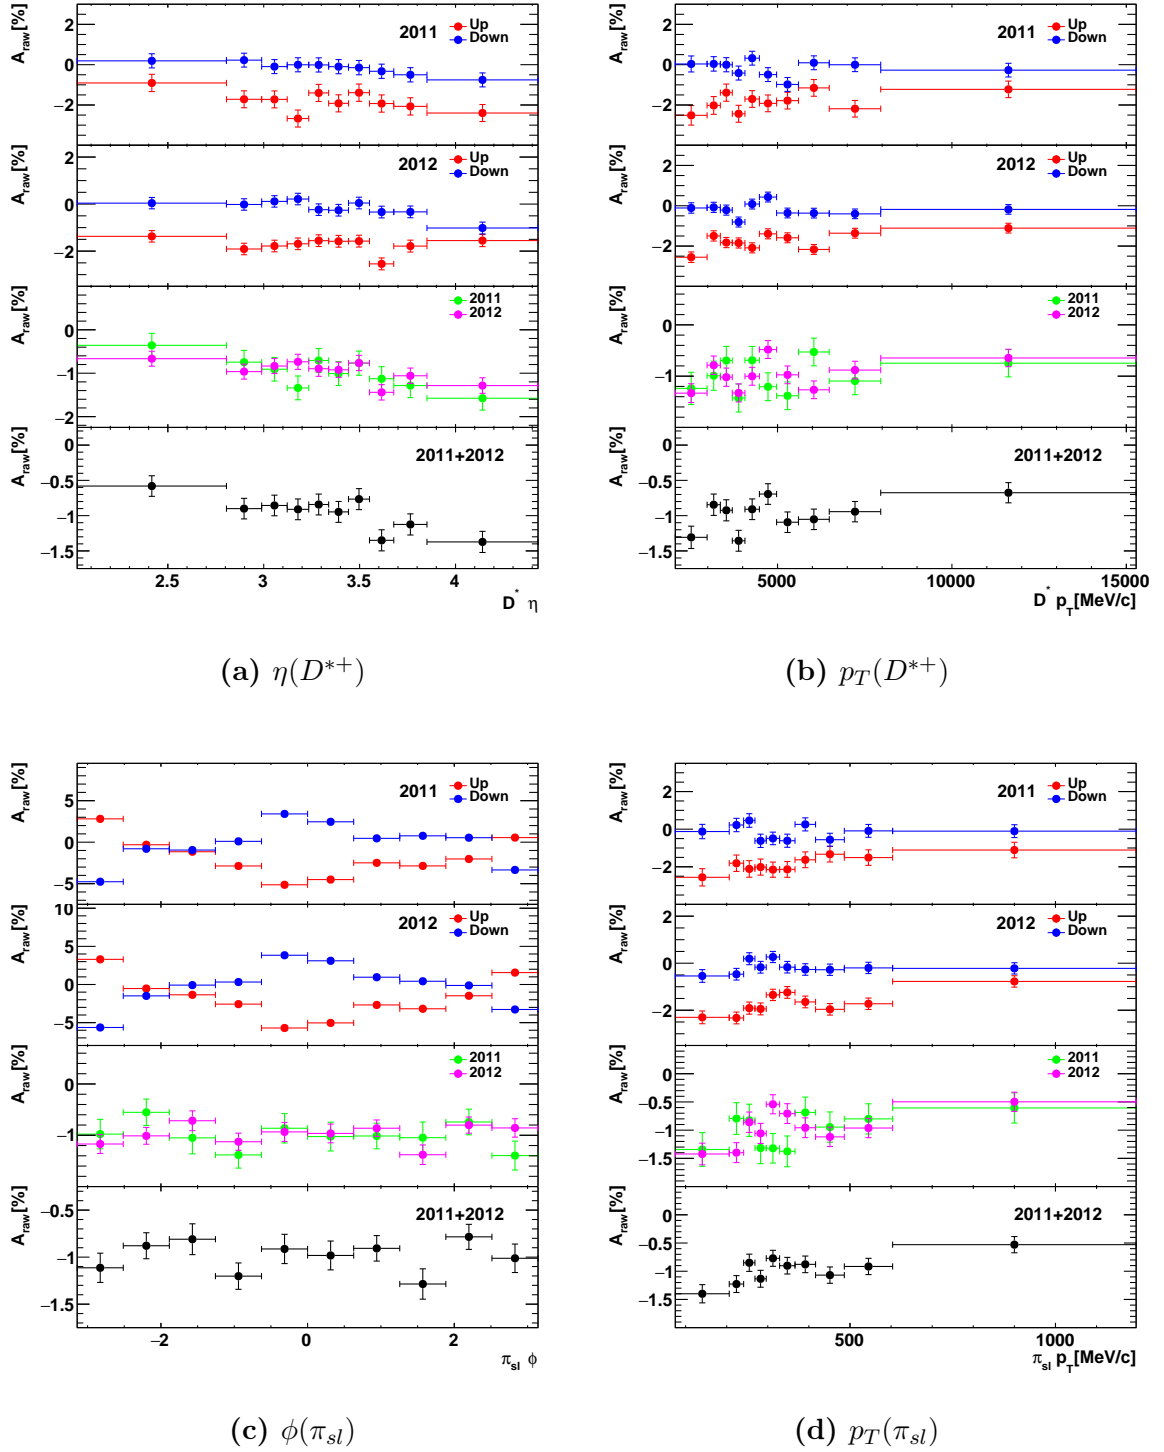 A_raw[%]
2
0
−2
2011
Up
Down
A_raw[%]
2
0
−2
2012
Up
Down
A_raw[%]
0
−1
−2
2011
2012
A_raw[%]
0
−0.5
−1
−1.5
2011+2012
2.5
3
3.5
4
D* η
(a) η(D*+)
A_raw[%]
2
0
−2
2011
Up
Down
A_raw[%]
2
0
−2
2012
Up
Down
A_raw[%]
0
−1
2011
2012
A_raw[%]
0
−0.5
−1
−1.5
2011+2012
5000
10000
15000
D* p_T[MeV/c]
(b) p_T(D*+)
A_raw[%]
5
0
−5
2011
Up
Down
A_raw[%]
10
5
0
−5
2012
Up
Down
A_raw[%]
0
−1
2011
2012
A_raw[%]
−0.5
−1
−1.5
2011+2012
−2
0
2
π_sl φ
(c) φ(π_sl)
A_raw[%]
2
0
−2
2011
Up
Down
A_raw[%]
2
0
−2
2012
Up
Down
A_raw[%]
0
−0.5
−1
−1.5
2011
2012
A_raw[%]
0
−0.5
−1
−1.5
2011+2012
500
1000
π_sl p_T[MeV/c]
(d) p_T(π_sl)